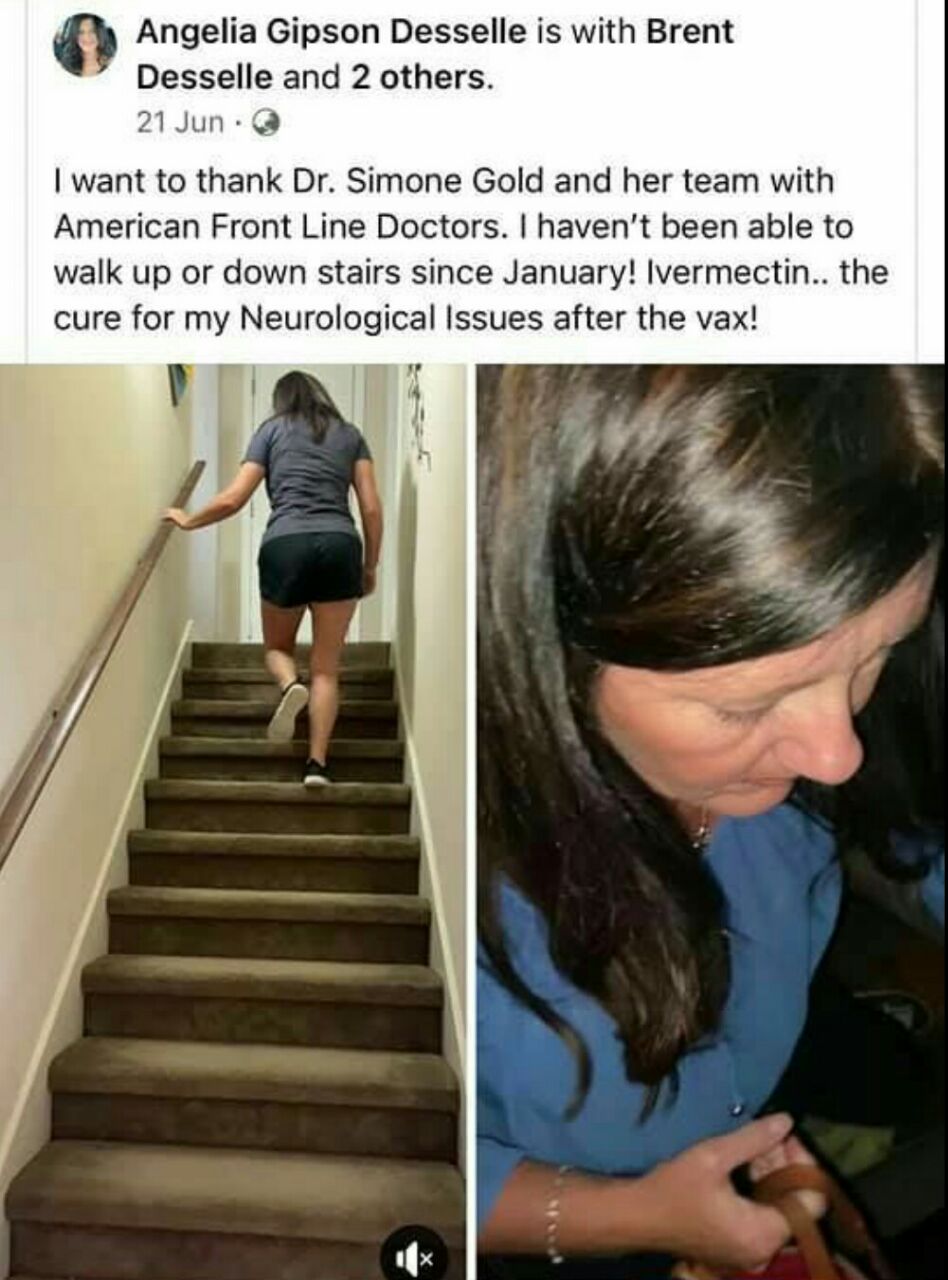 Angelia Gipson Desselle is with Brent
Desselle and 2 others.
21 Jun ·
I want to thank Dr. Simone Gold and her team with
American Front Line Doctors. I haven't been able to
walk up or down stairs since January! Ivermectin.. the
cure for my Neurological Issues after the vax!